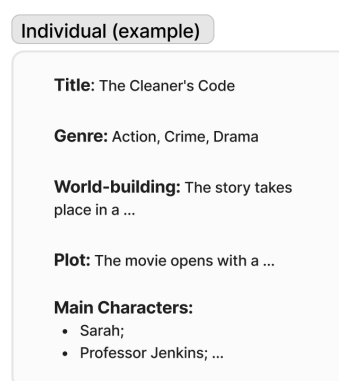 Individual (example)
Title: The Cleaner's Code
Genre: Action, Crime, Drama
World-building: The story takes
place in a ...
Plot: The movie opens with a ...
Main Characters:
• Sarah;
• Professor Jenkins; ...